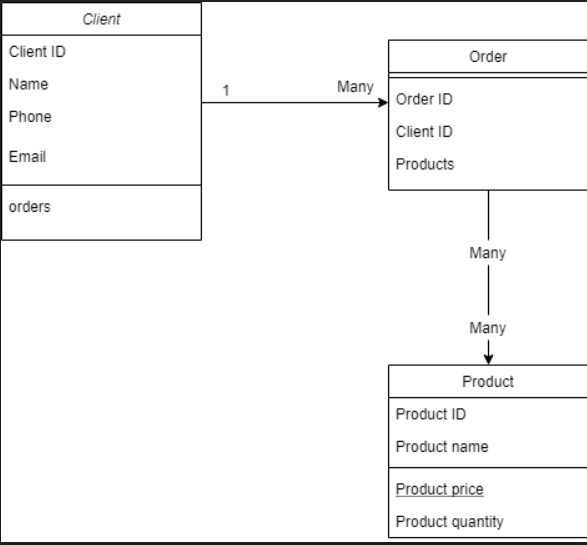 Client
Client ID
Name
Phone
Email
orders
1
Many
Order
Order ID
Client ID
Products
Many
Many
Product
Product ID
Product name
Product price
Product quantity